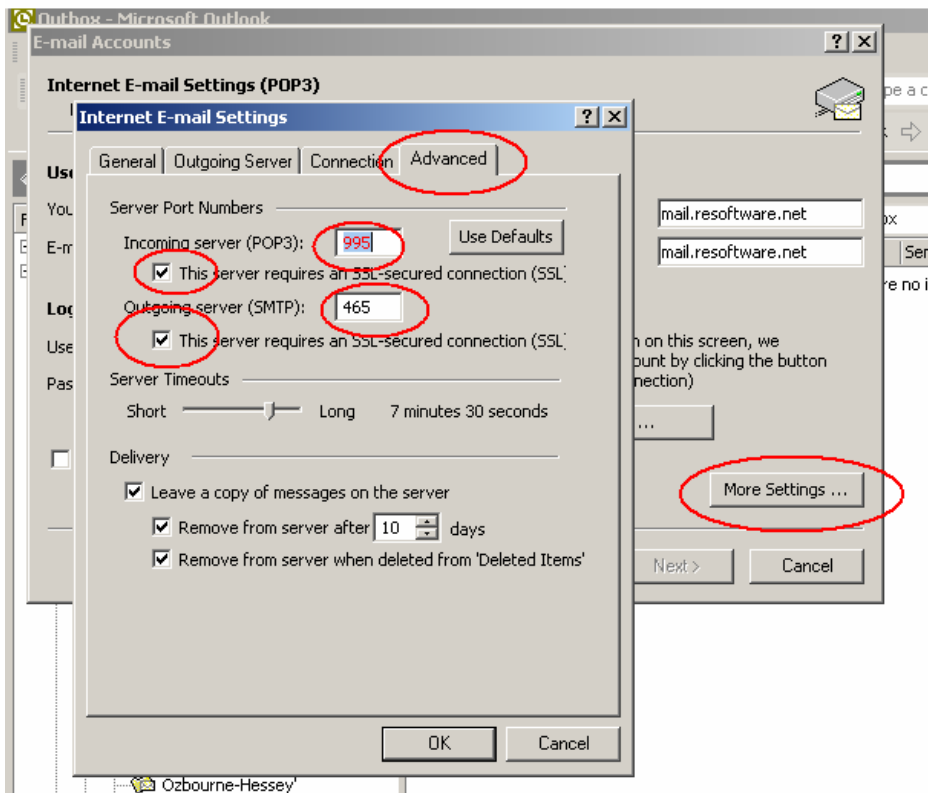 Outbox - Microsoft Outlook
E-mail Accounts
Internet E-mail Settings (POP3)
Internet E-mail Settings
General
Outgoing Server
Connection
Advanced
Server Port Numbers
Incoming server (POP3): 995 Use Defaults
This server requires an SSL-secured connection (SSL)
Outgoing server (SMTP): 465
This server requires an SSL-secured connection (SSL)
Server Timeouts
Short Long 7 minutes 30 seconds
Delivery
Leave a copy of messages on the server
Remove from server after 10 days
Remove from server when deleted from 'Deleted Items'
OK Cancel
mail.resoftware.net
mail.resoftware.net
on this screen, we
by clicking the button
...
More Settings ...
Next > Cancel
Ozbourne-Hessey'